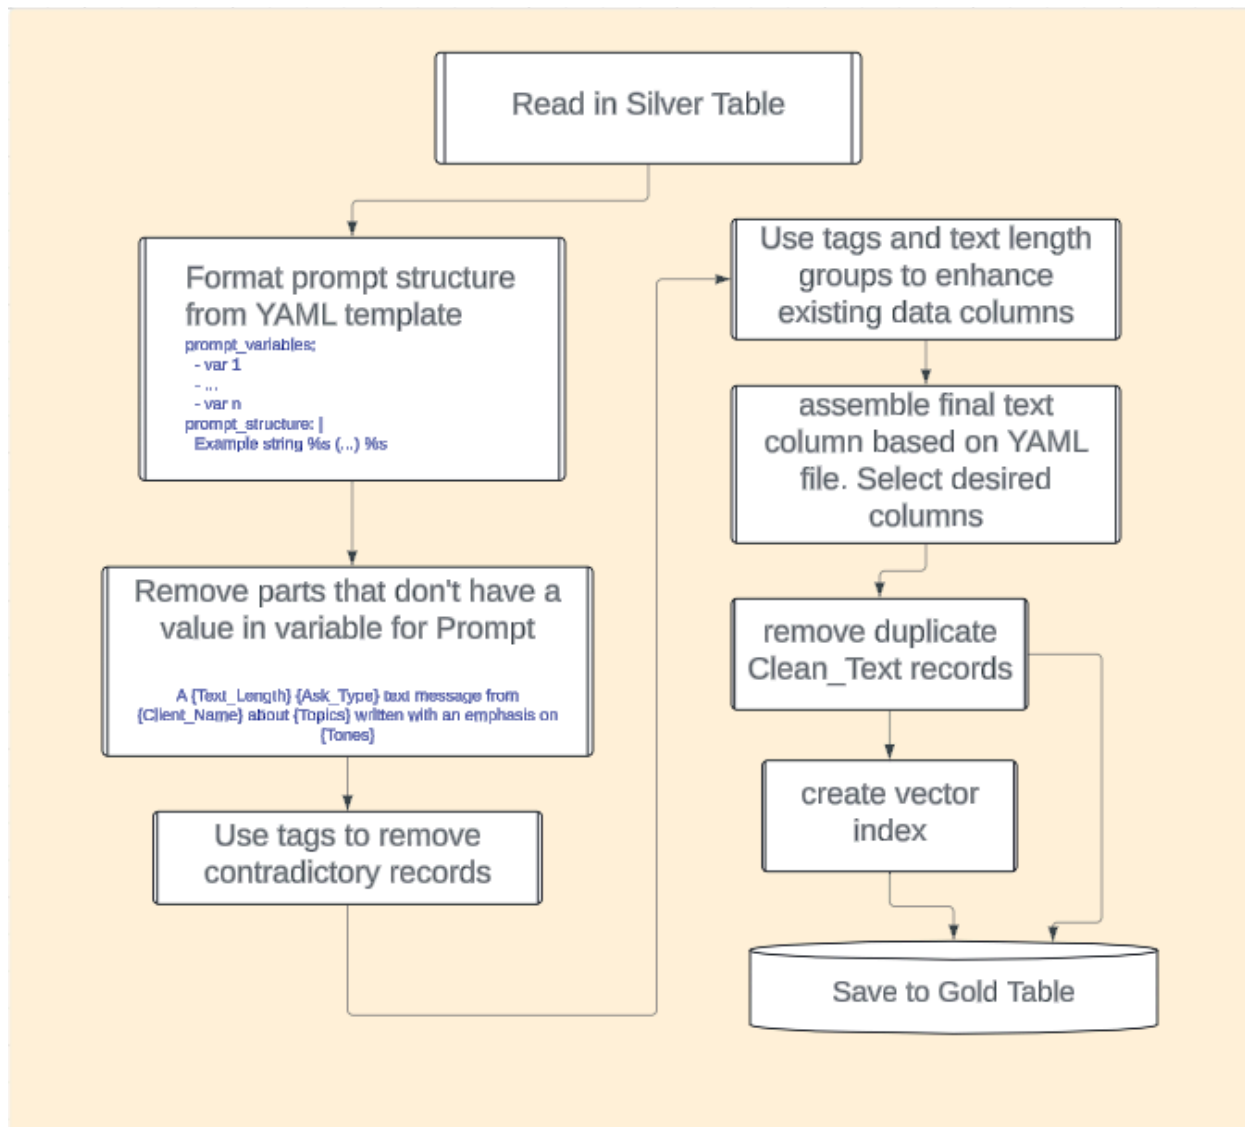 Read in Silver Table
Format prompt structure
from YAML template
prompt_variables;
- var 1
- ...
- var n
prompt_structure: |
Example string %s (...) %s
Remove parts that don't have a
value in variable for Prompt
A {Text_Length} {Ask_Type} text message from
{Client_Name} about {Topics} written with an emphasis on
{Tones}
Use tags to remove
contradictory records
Use tags and text length
groups to enhance
existing data columns
assemble final text
column based on YAML
file. Select desired
columns
remove duplicate
Clean_Text records
create vector
index
Save to Gold Table